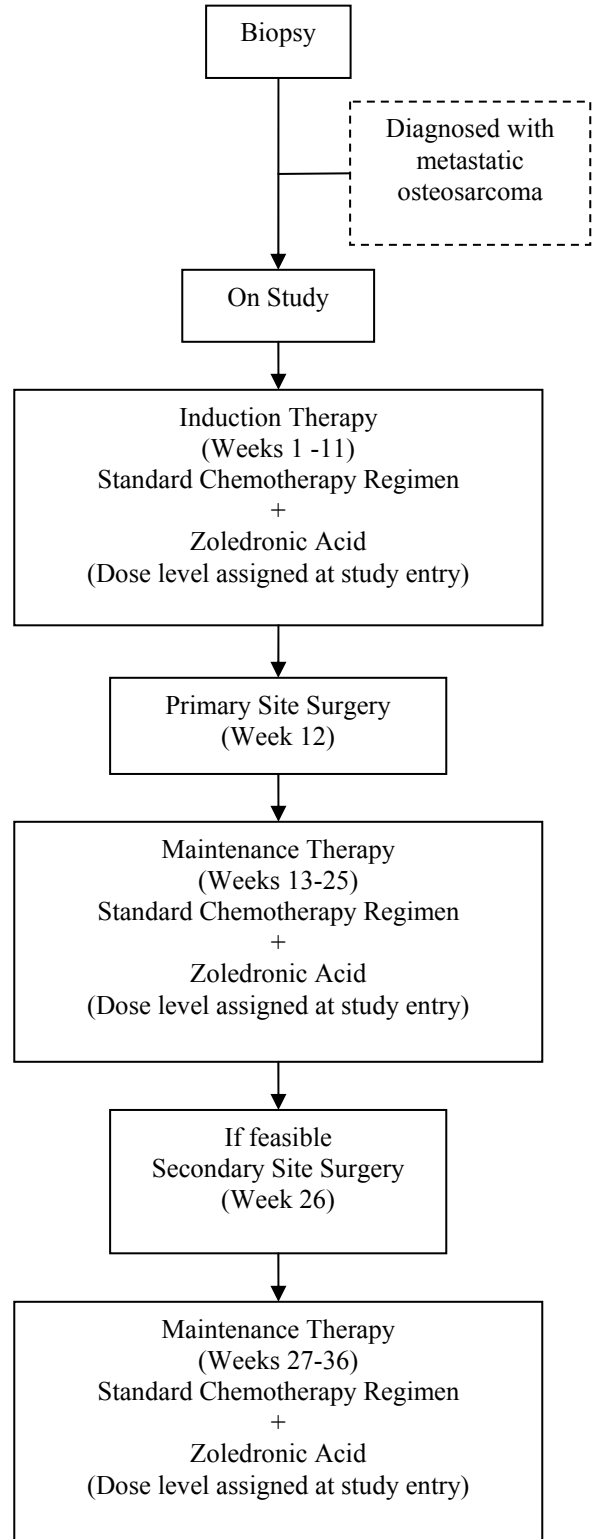 Biopsy
Diagnosed with
metastatic
osteosarcoma
On Study
Induction Therapy
(Weeks 1 -11)
Standard Chemotherapy Regimen
+
Zoledronic Acid
(Dose level assigned at study entry)
Primary Site Surgery
(Week 12)
Maintenance Therapy
(Weeks 13-25)
Standard Chemotherapy Regimen
+
Zoledronic Acid
(Dose level assigned at study entry)
If feasible
Secondary Site Surgery
(Week 26)
Maintenance Therapy
(Weeks 27-36)
Standard Chemotherapy Regimen
+
Zoledronic Acid
(Dose level assigned at study entry)